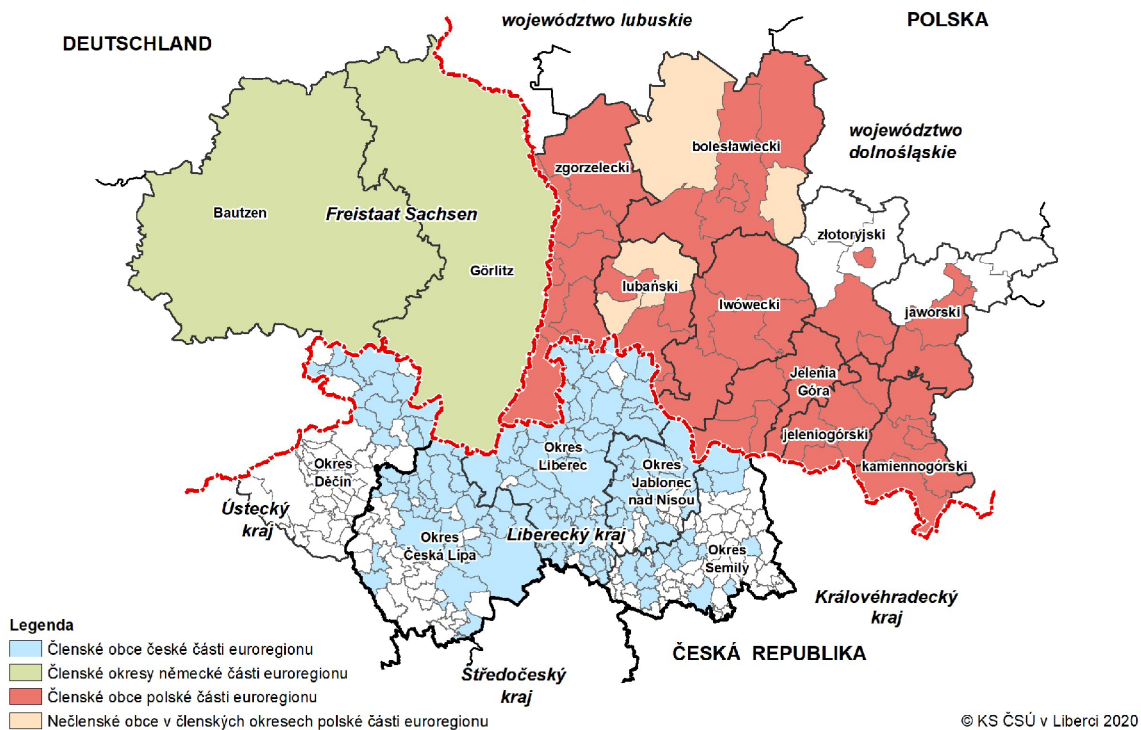 województwo lubuskie
POLSKA
DEUTSCHLAND
województwo
dolnośląskie
bolesławiecki
zgorzelecki
Bautzen
Freistaat Sachsen
złotoryjski
Görlitz
lubański
lwówecki
jaworski
Jelenia
Góra
jeleniogórski
kamiennogórski
Okres
Liberec
Okres
Děčín
Okres
Jablonec
nad Nisou
Ústecký
kraj
Okres
Česká Lípa
Liberecký kraj
Okres
Semily
Královéhradecký
kraj
ČESKÁ REPUBLIKA
Středočeský
kraj
Legenda
Členské obce české části euroregionu
Členské okresy německé části euroregionu
Členské obce polské části euroregionu
Nečlenské obce v členských okresech polské části euroregionu
© KS ČSÚ v Liberci 2020